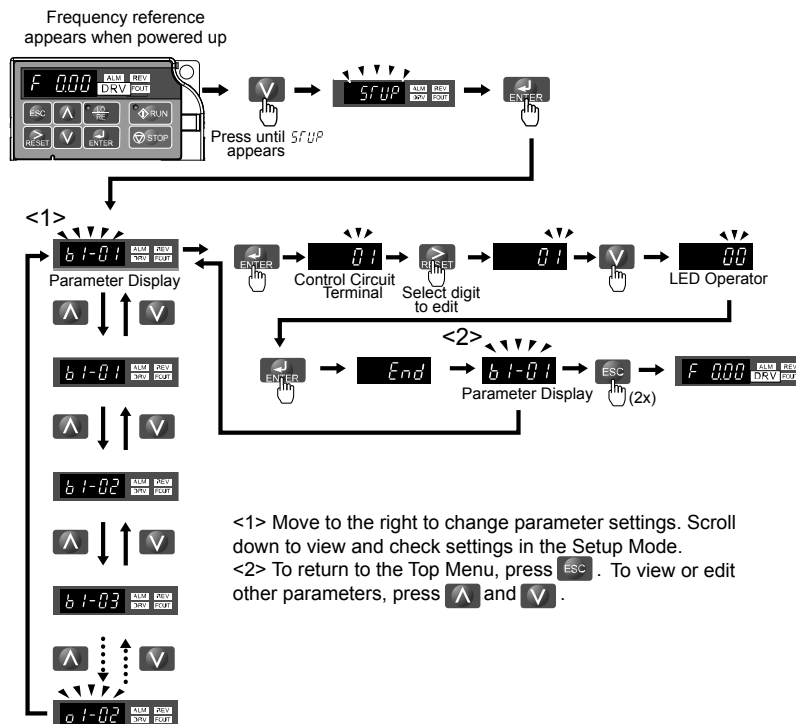 Frequency reference
appears when powered up
F 0.00 ALM REV
DRV FOUT
ESC LO
RE RUN
RESET ENTER STOP
Press until STUP
appears
STUP ALM REV
DRV FOUT
ENTER
<1>
b1-01 ALM REV
DRV FOUT
Parameter Display
ENTER
01
Control Circuit
Terminal
RESET
Select digit
to edit
01
00
LED Operator
b1-01 ALM REV
DRV FOUT
ENTER
End
<2>
b1-01
Parameter Display
ESC
(2x)
F 0.00 ALM REV
DRV FOUT
b1-02 ALM REV
DRV FOUT
b1-03 ALM REV
DRV FOUT
o1-02 ALM REV
DRV FOUT
<1> Move to the right to change parameter settings. Scroll
down to view and check settings in the Setup Mode.
<2> To return to the Top Menu, press ESC . To view or edit
other parameters, press and .